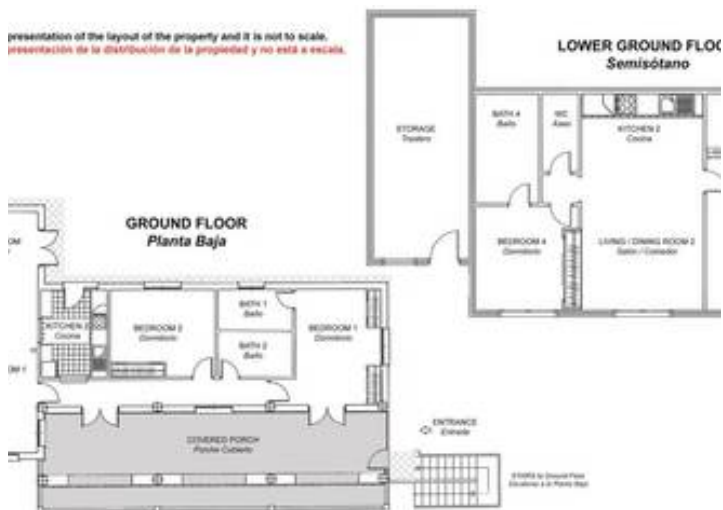 presentation of the layout of the property and it is not to scale.
presentación de la distribución de la propiedad y no está a escala.
LOWER GROUND FLOO
Semisótano
STORAGE
Trastero
BATH 4
Baño
WC
Aseo
KITCHEN 2
Cocina
BEDROOM 4
Dormitorio
LIVING / DINING ROOM 2
Salón / Comedor
GROUND FLOOR
Planta Baja
OM
KITCHEN
Cocina
BEDROOM 2
Dormitorio
BATH 1
Baño
BATH 2
Baño
BEDROOM 1
Dormitorio
OM 1
COVERED PORCH
Porche Cubierto
ENTRANCE
Entrada
STAIRS to Ground Floor
Escaleras a la Planta Baja